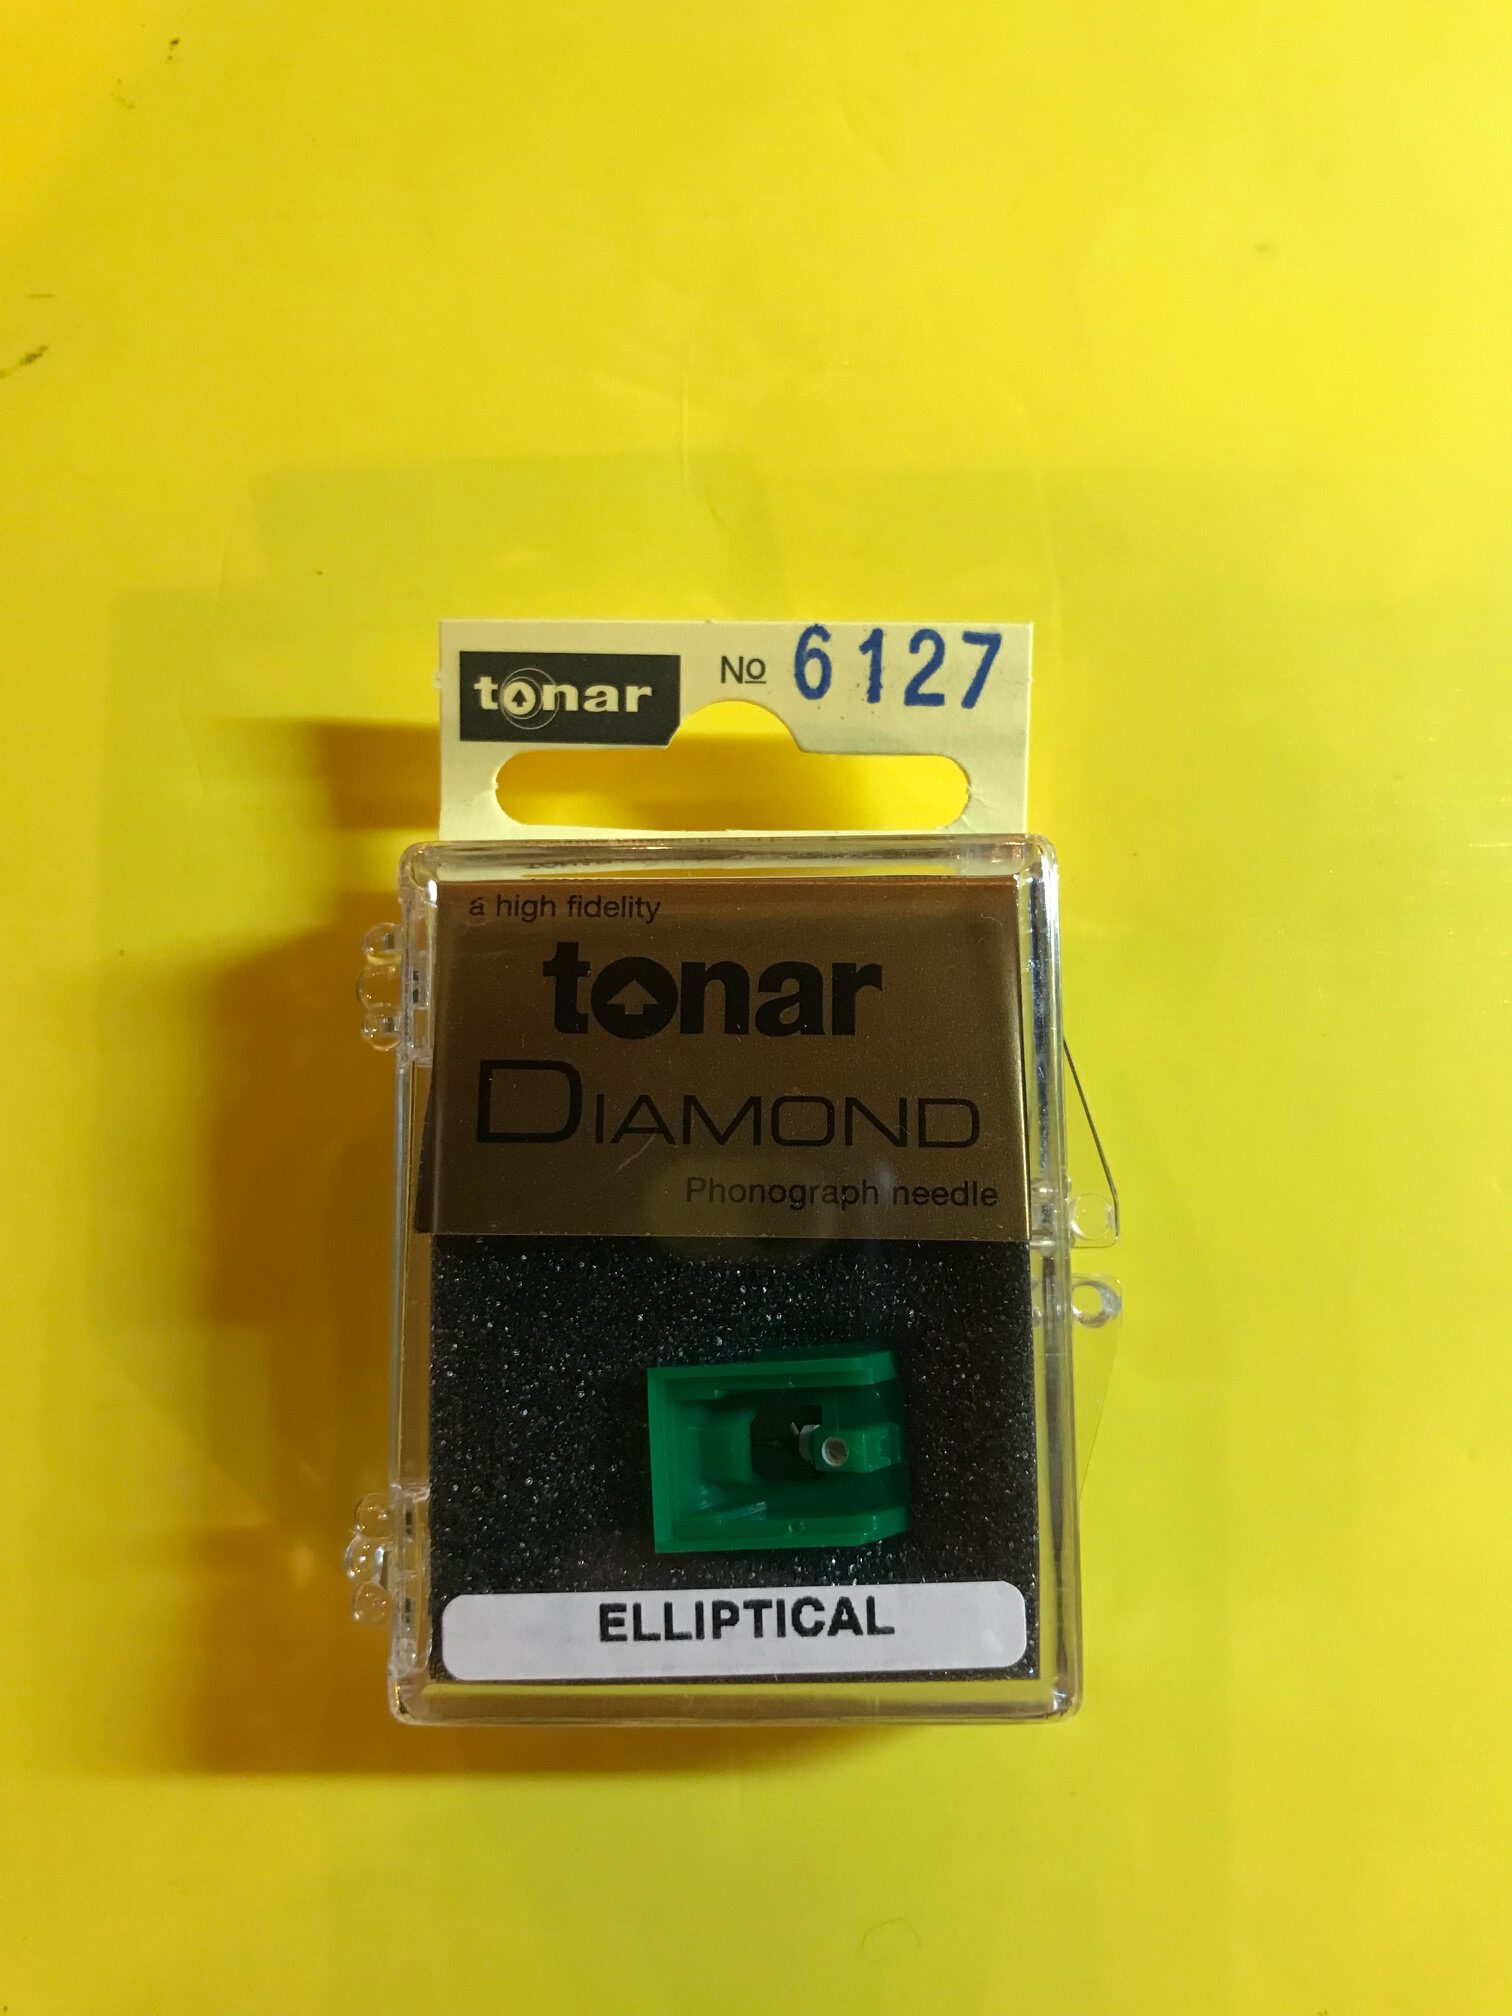 tonar
No 6127
a high fidelity
tonar
DIAMOND
Phonograph needle
ELLIPTICAL